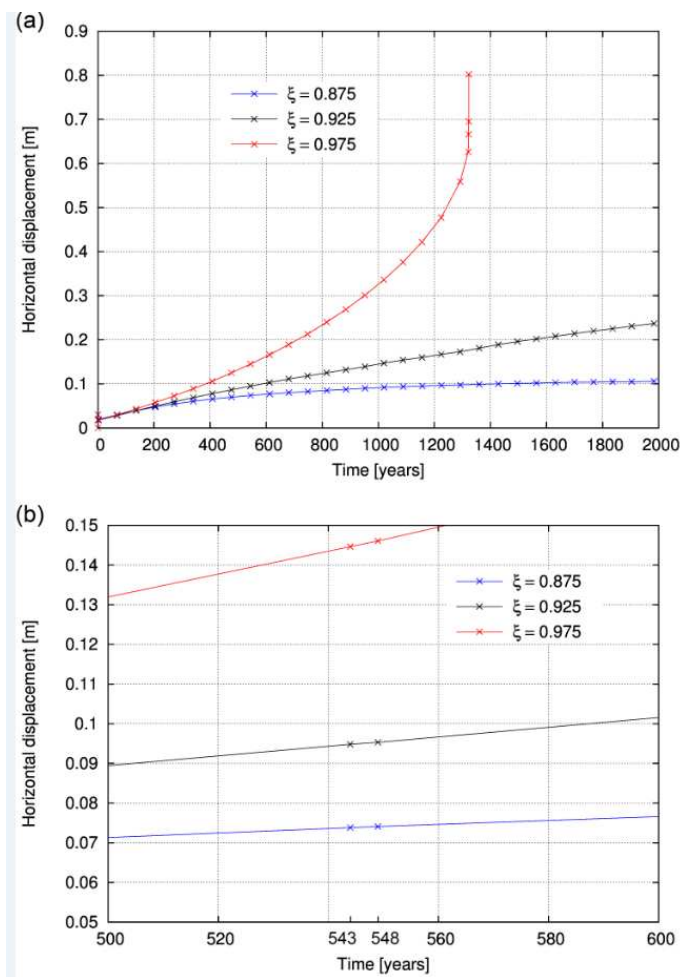 (a)
Horizontal displacement [m]
0.9
0.8
0.7
0.6
0.5
0.4
0.3
0.2
0.1
0
ξ = 0.875
ξ = 0.925
ξ = 0.975
0 200 400 600 800 1000 1200 1400 1600 1800 2000
Time [years]
(b)
Horizontal displacement [m]
0.15
0.14
0.13
0.12
0.11
0.1
0.09
0.08
0.07
0.06
0.05
ξ = 0.875
ξ = 0.925
ξ = 0.975
500 520 543 548 560 580 600
Time [years]